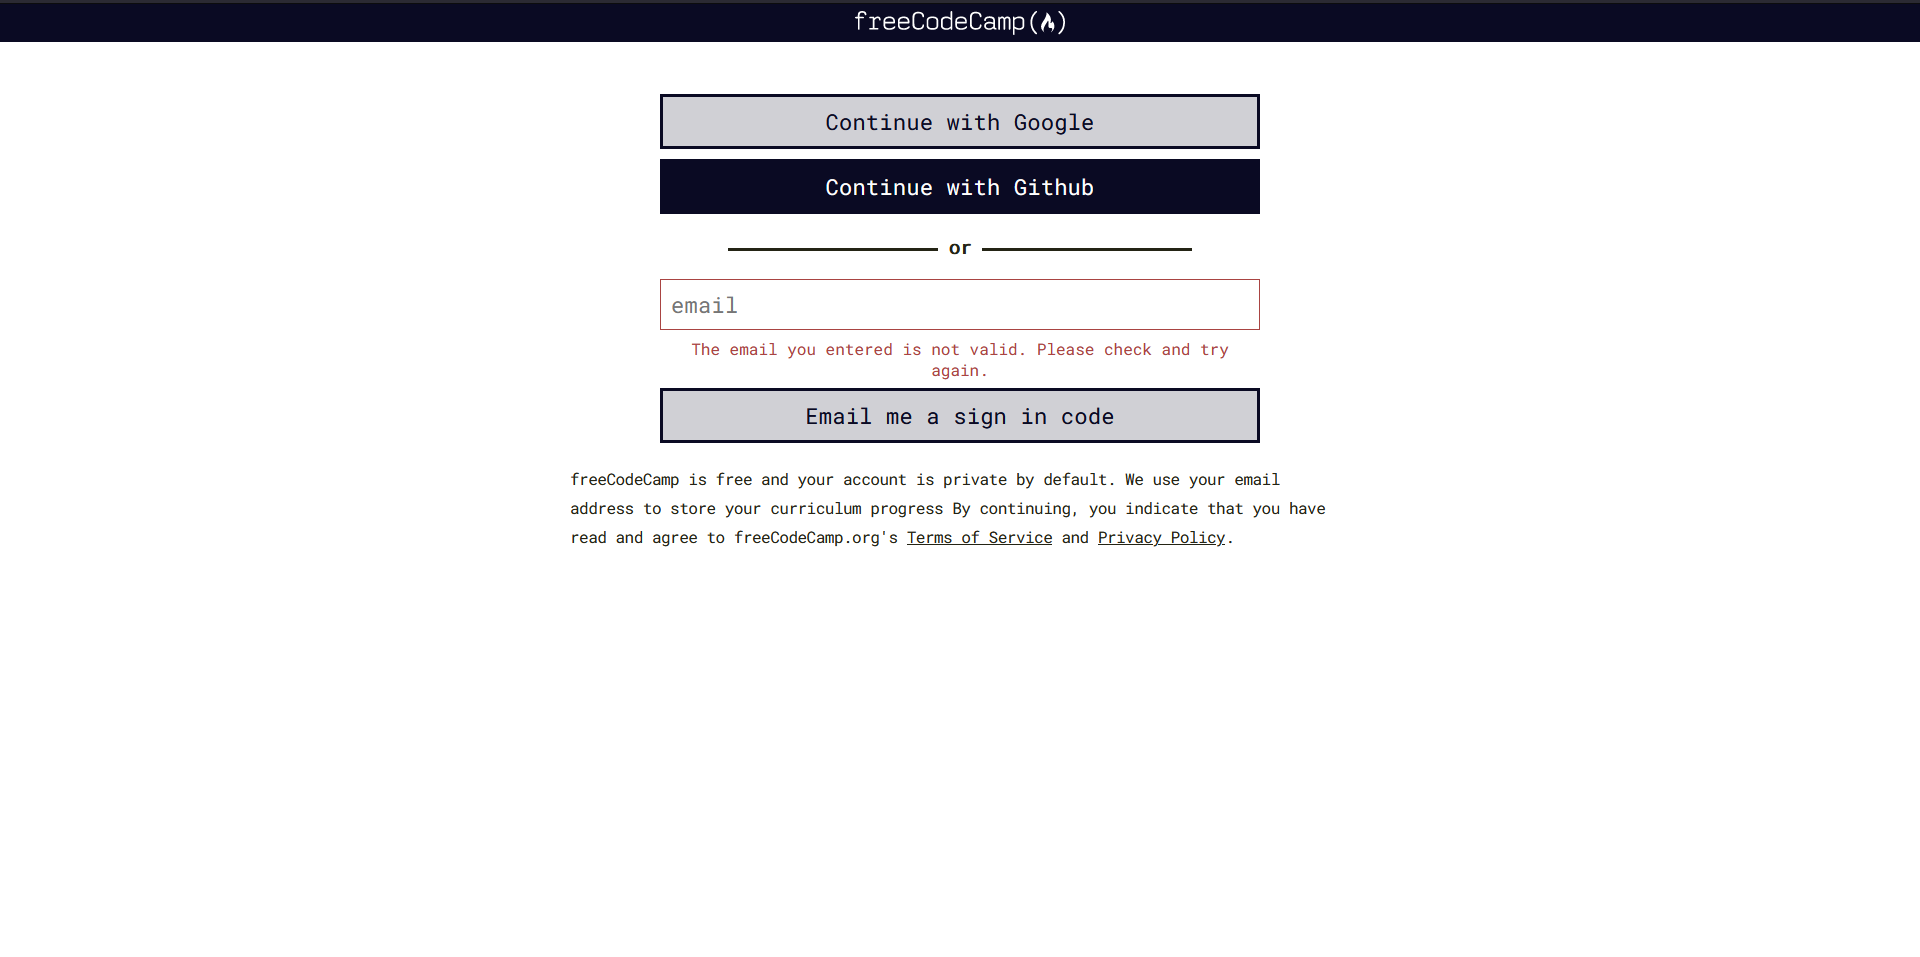 freeCodeCamp
Continue with Google
Continue with Github
or
email
The email you entered is not valid. Please check and try
again.
Email me a sign in code
freeCodeCamp is free and your account is private by default. We use your email
address to store your curriculum progress By continuing, you indicate that you have
read and agree to freeCodeCamp.org's Terms of Service and Privacy Policy.